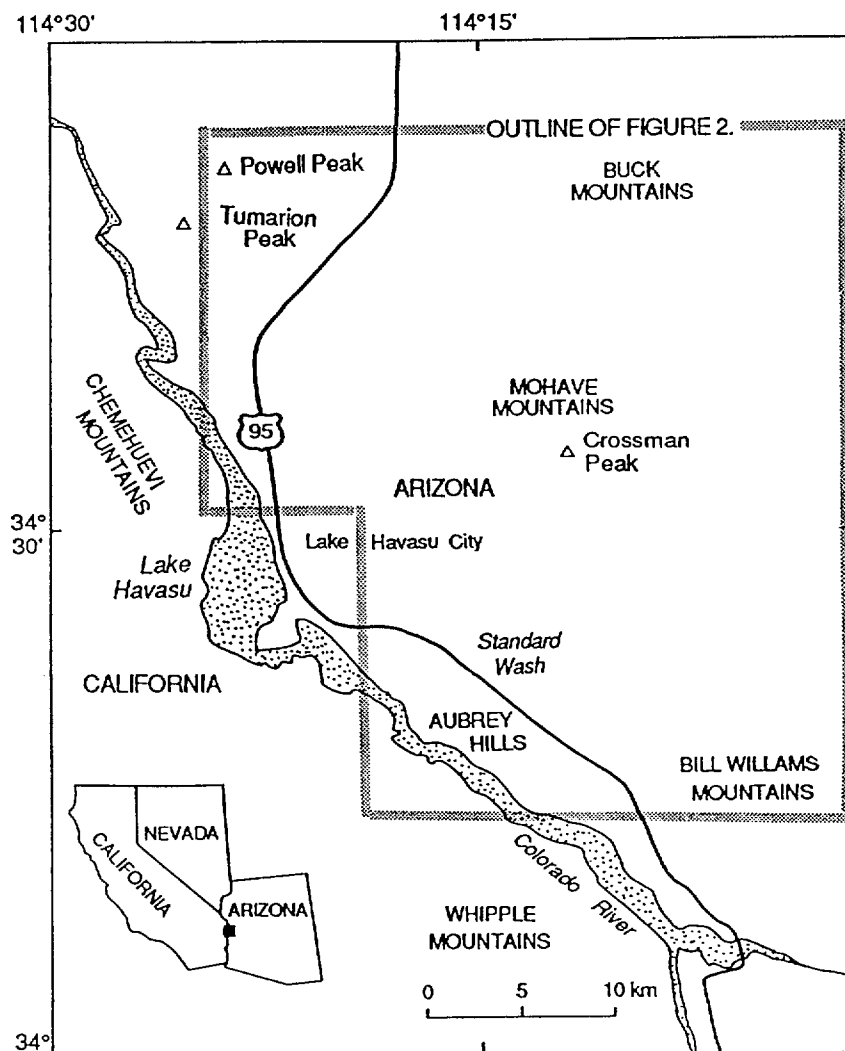 114°30'
114°15'
OUTLINE OF FIGURE 2.
Powell Peak
BUCK
MOUNTAINS
Tumarion
Peak
CHEMEHUEVI
MOUNTAINS
MOHAVE
MOUNTAINS
95
Crossman
Peak
ARIZONA
34°
30'
Lake Havasu City
Lake
Havasu
Standard
Wash
CALIFORNIA
AUBREY
HILLS
BILL WILLAMS
MOUNTAINS
NEVADA
CALIFORNIA
ARIZONA
Colorado River
WHIPPLE
MOUNTAINS
0 5 10 km
34°